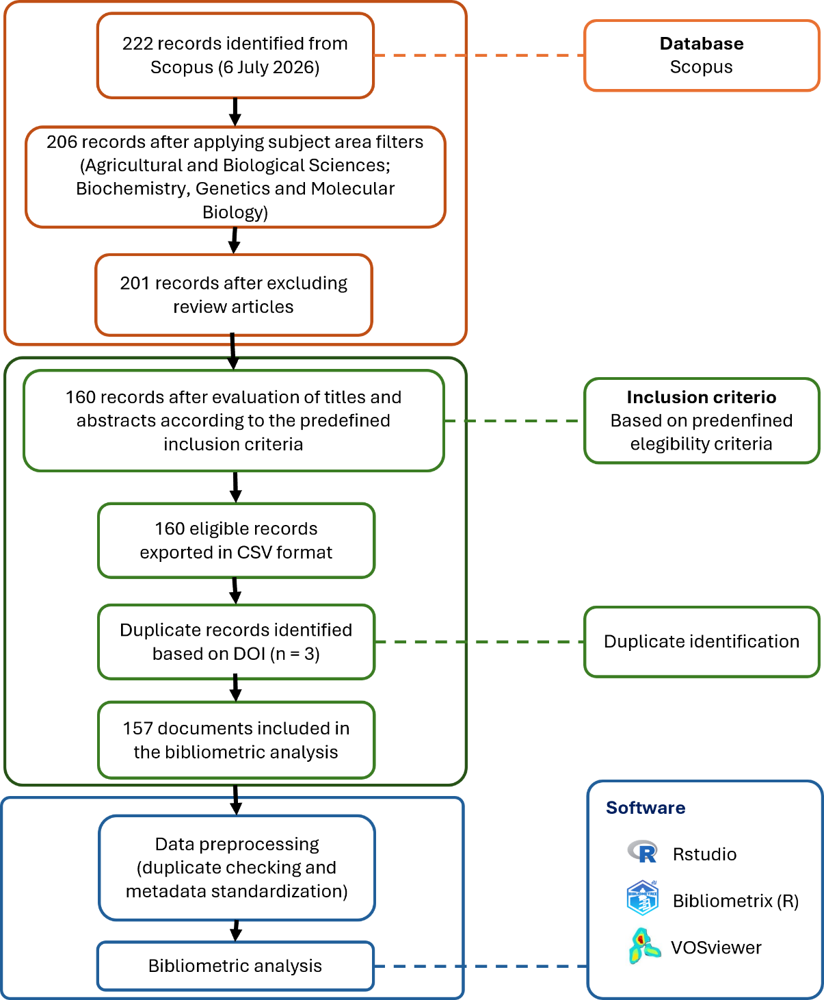 222 records identified from
Scopus (6 July 2026)
Database
Scopus
206 records after applying subject area filters
(Agricultural and Biological Sciences;
Biochemistry, Genetics and Molecular
Biology)
201 records after excluding
review articles
160 records after evaluation of titles and
abstracts according to the predefined
inclusion criteria
Inclusion criterio
Based on predenfined
elegibility criteria
160 eligible records
exported in CSV format
Duplicate records identified
based on DOI (n = 3)
Duplicate identification
157 documents included in
the bibliometric analysis
Data preprocessing
(duplicate checking and
metadata standardization)
Bibliometric analysis
Software
R
Rstudio
AI
BIBLIOMETRIX
Bibliometrix (R)
VOSviewer